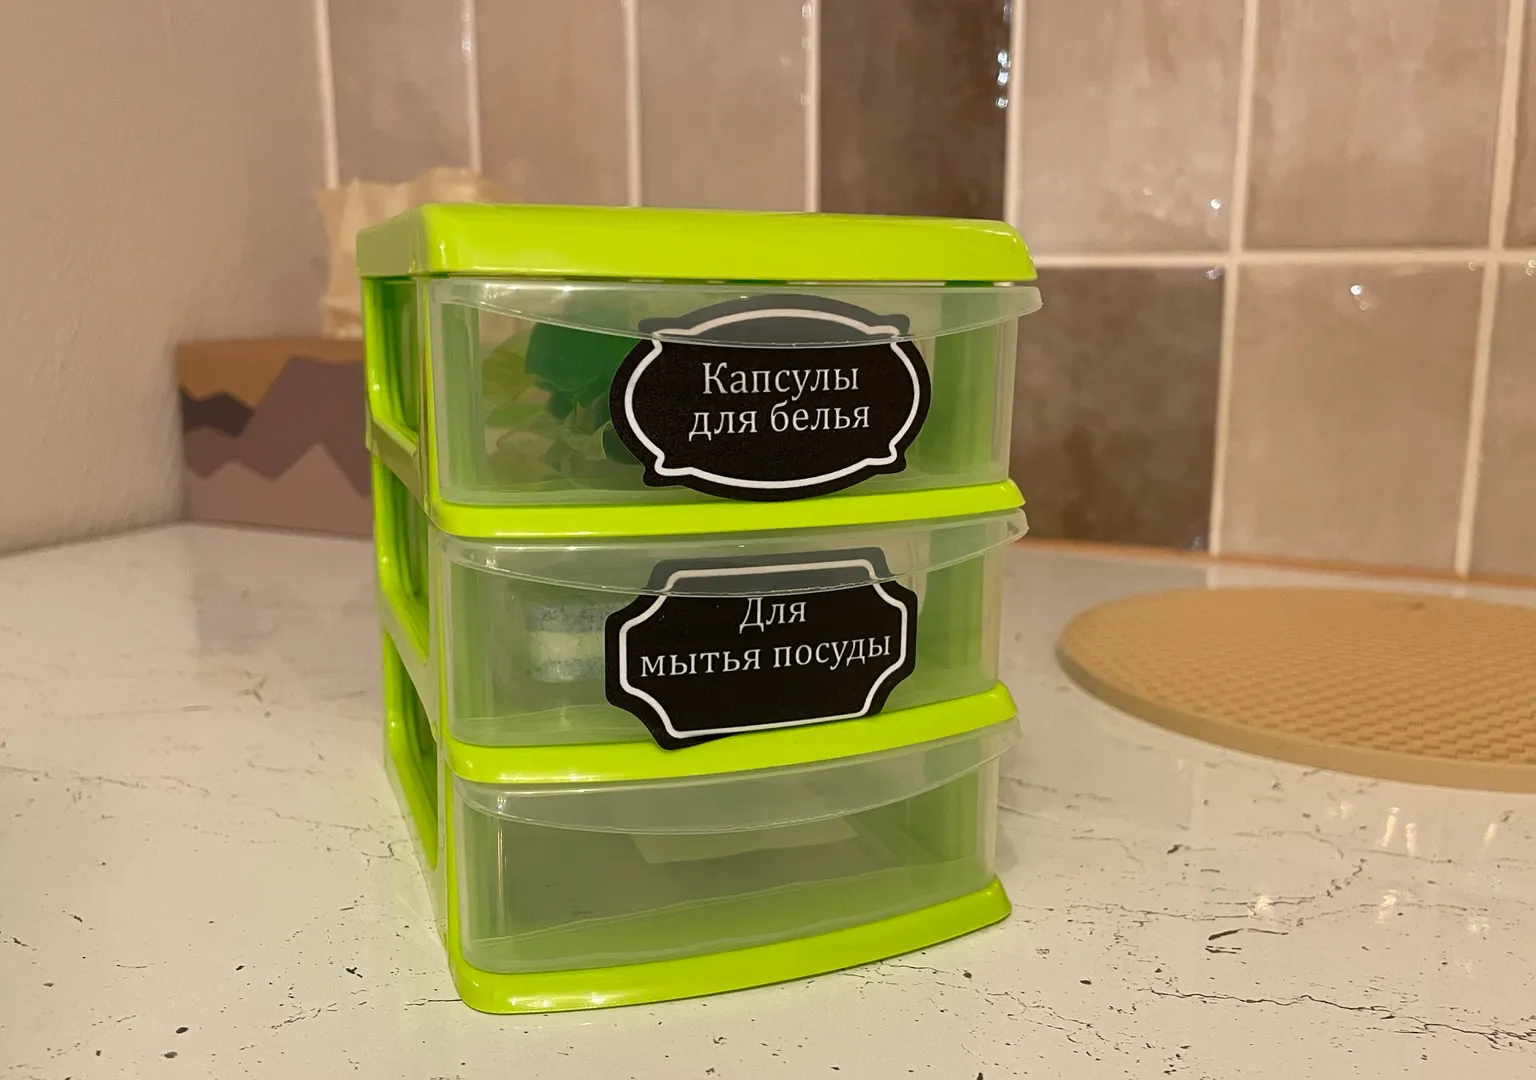 Капсулы
для белья
Для
мытья посуды